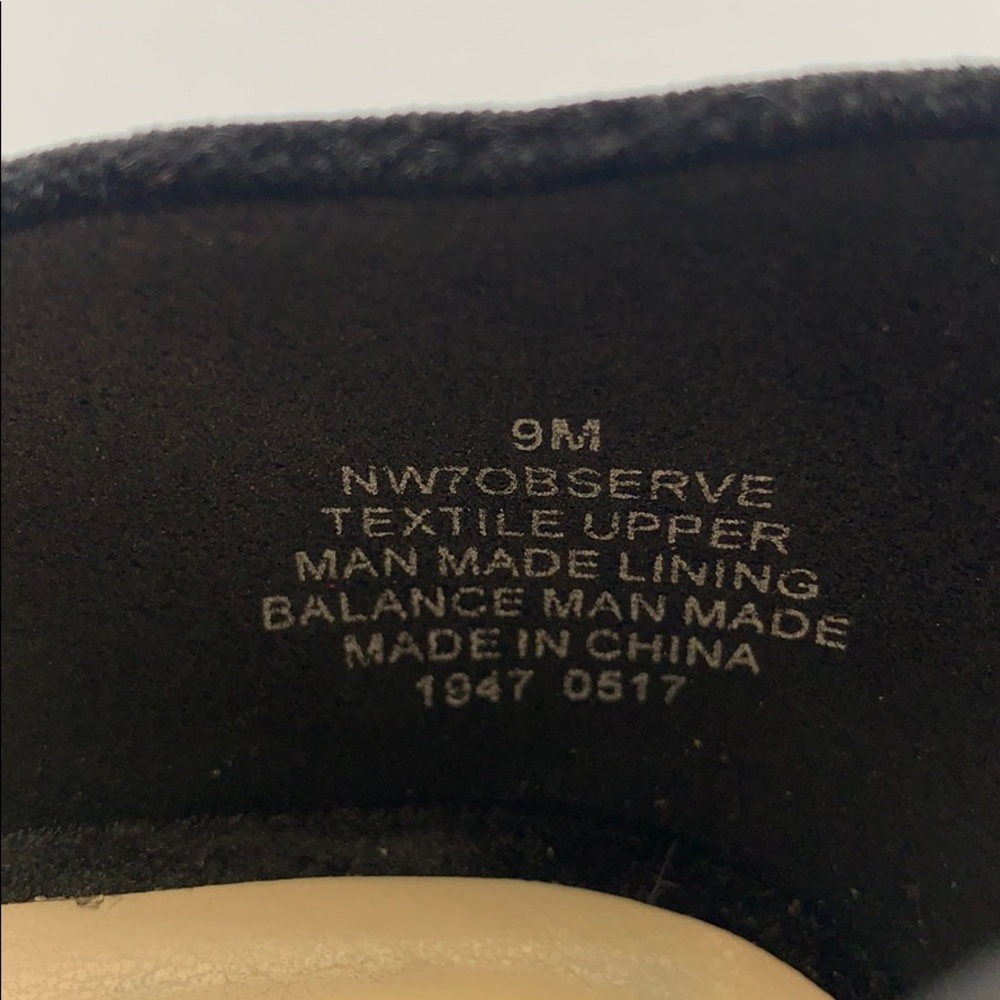 9M
NW7OBSERVE
TEXTILE UPPER
MAN MADE LINING
BALANCE MAN MADE
MADE IN CHINA
1947 0517